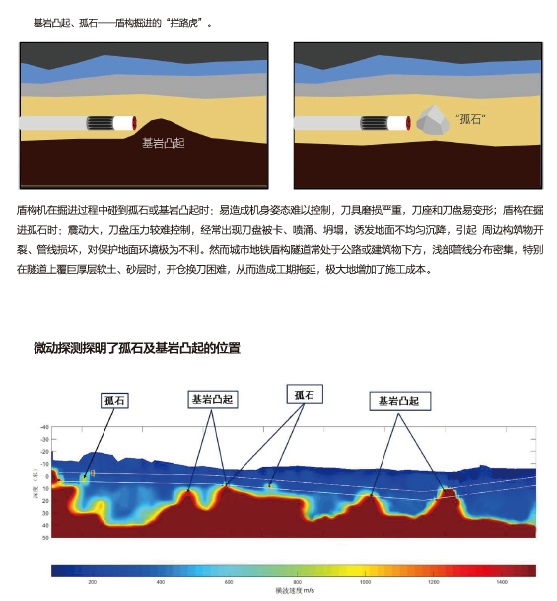 基岩凸起、孤石——盾构掘进的“拦路虎”。
基岩凸起
“孤石”
盾构机在掘进过程中碰到孤石或基岩凸起时：易造成机身姿态难以控制，刀具磨损严重，刀座和刀盘易变形；盾构在掘
进孤石时：震动大，刀盘压力较难控制，经常出现刀盘被卡、喷涌、坍塌，诱发地面不均匀沉降，引起 周边构筑物开
裂、管线损坏，对保护地面环境极为不利。然而城市地铁盾构隧道常处于公路或建筑物下方，浅部管线分布密集，特别
在隧道上覆巨厚层软土、砂层时，开仓换刀困难，从而造成工期拖延，极大地增加了施工成本。
微动探测探明了孤石及基岩凸起的位置
孤石
基岩凸起
孤石
基岩凸起
-40
-30
-20
-10
0
10
20
30
40
50
深度（米）
200
400
600
800
1000
1200
1400
横波速度 m/s